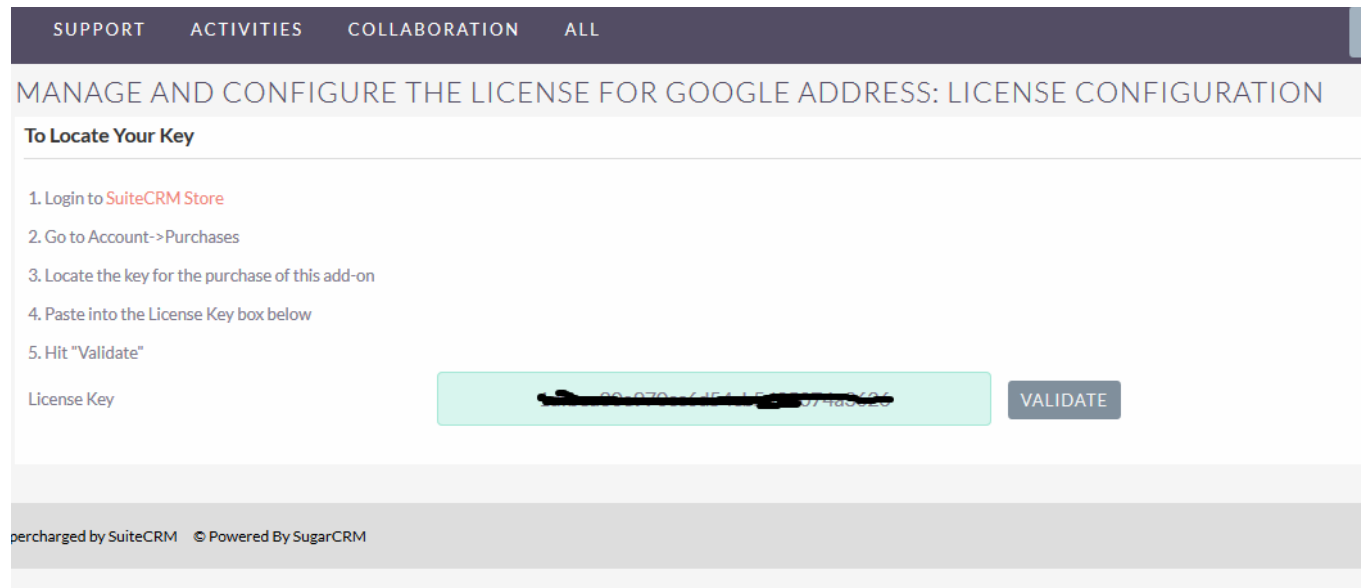 SUPPORT ACTIVITIES COLLABORATION ALL
MANAGE AND CONFIGURE THE LICENSE FOR GOOGLE ADDRESS: LICENSE CONFIGURATION
To Locate Your Key
1. Login to SuiteCRM Store
2. Go to Account->Purchases
3. Locate the key for the purchase of this add-on
4. Paste into the License Key box below
5. Hit "Validate"
License Key VALIDATE
percharged by SuiteCRM © Powered By SugarCRM